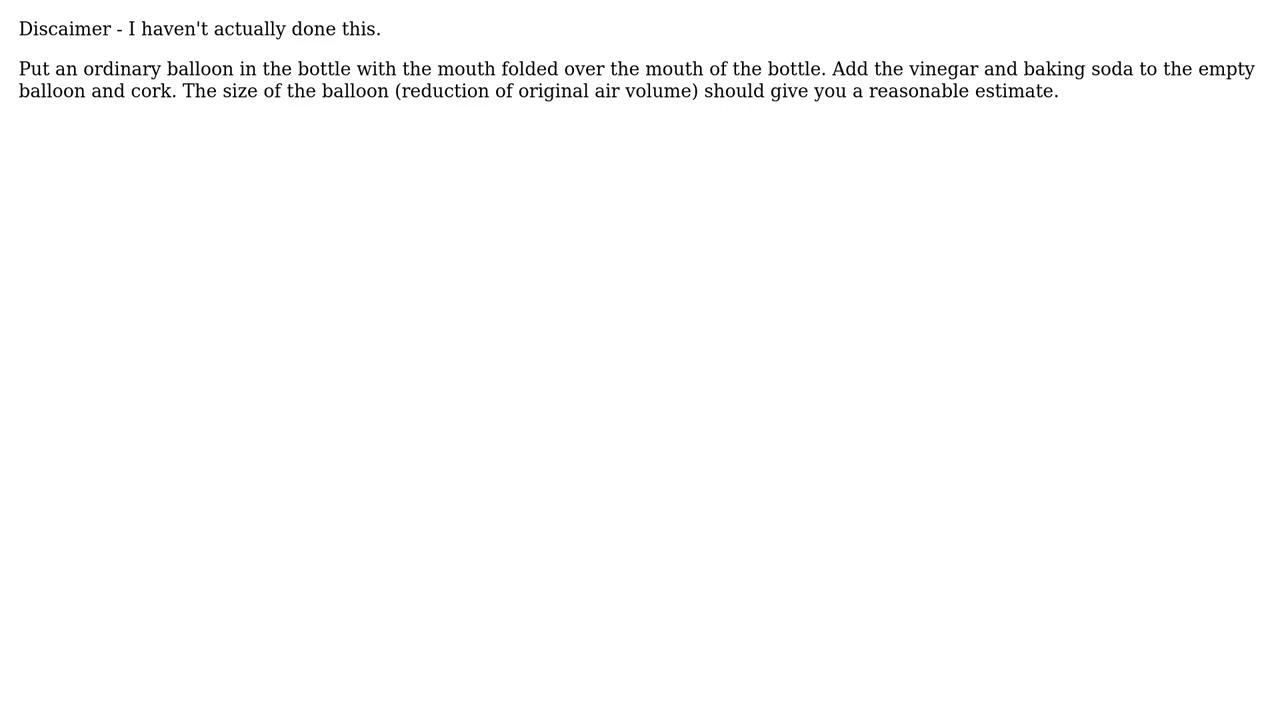 Discaimer - I haven't actually done this.
Put an ordinary balloon in the bottle with the mouth folded over the mouth of the bottle. Add the vinegar and baking soda to the empty
balloon and cork. The size of the balloon (reduction of original air volume) should give you a reasonable estimate.